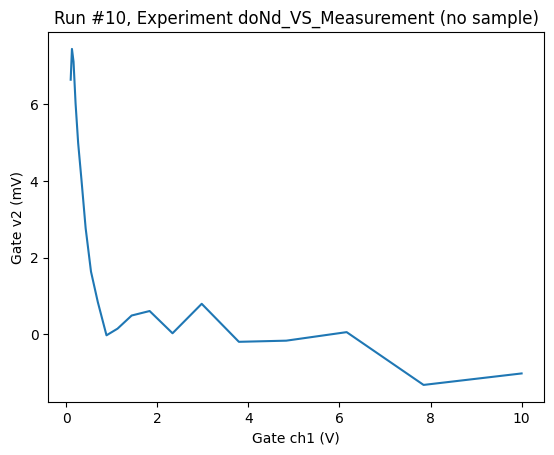 Run #10, Experiment doNd_VS_Measurement (no sample)
Gate v2 (mV)
6
4
2
0
0 2 4 6 8 10
Gate ch1 (V)